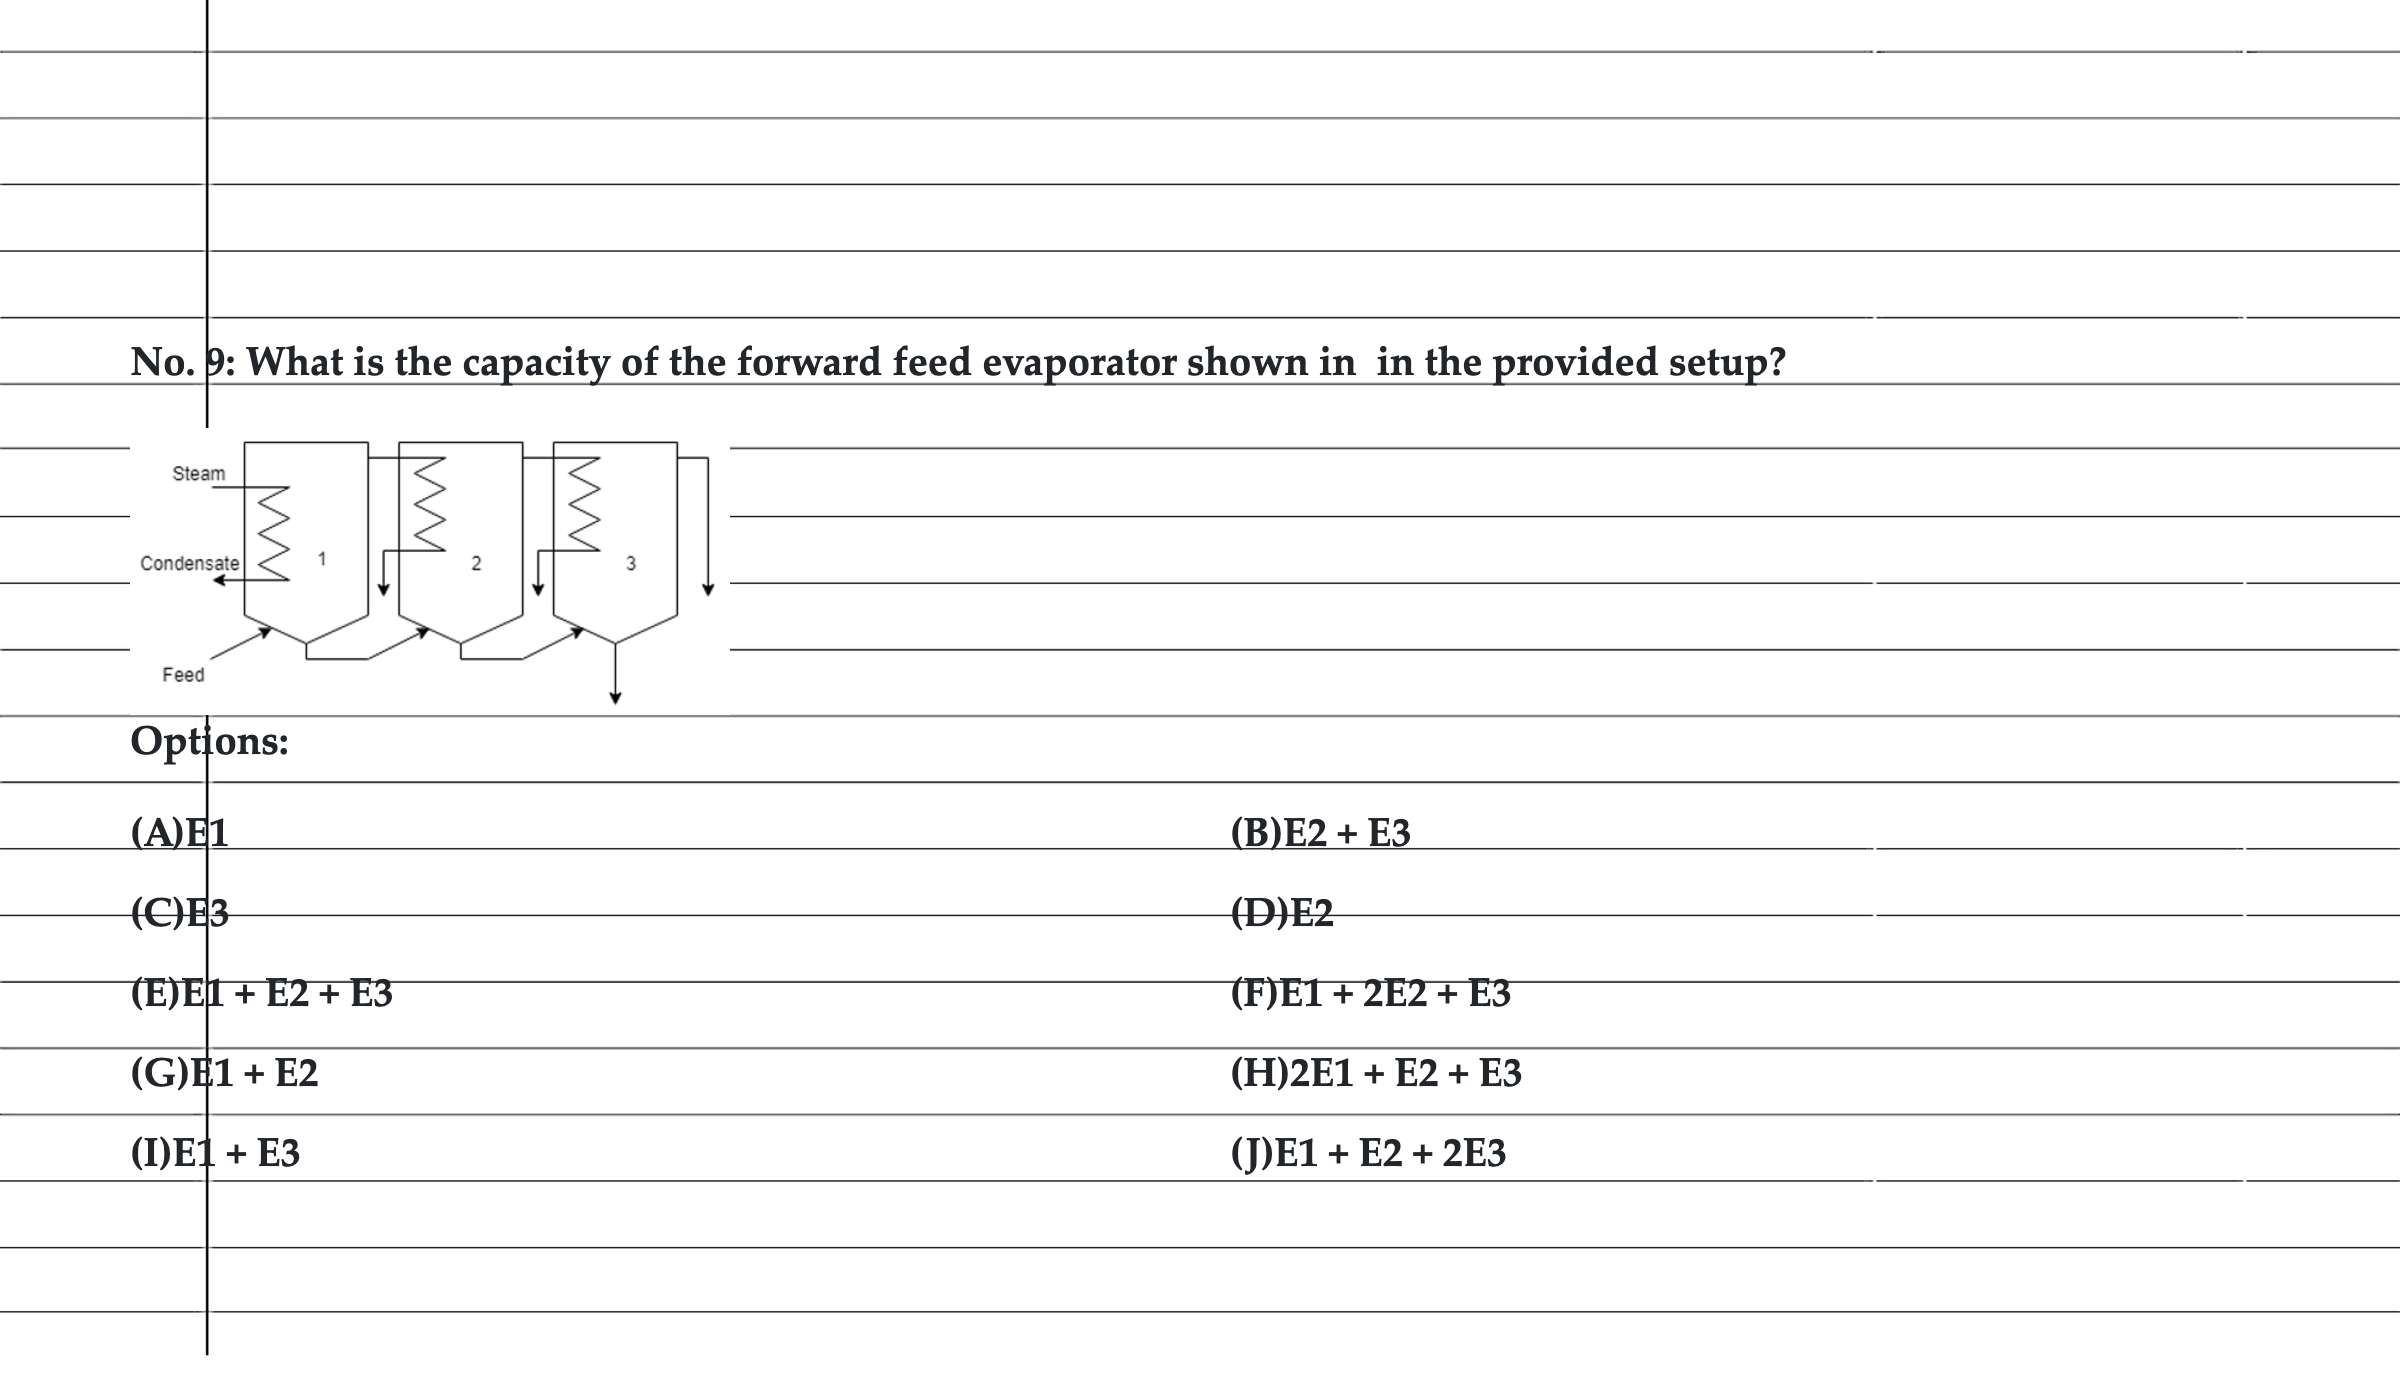 No. 9: What is the capacity of the forward feed evaporator shown in  in the provided setup?
Steam
1
2
3
Condensate
Feed
Options:
(A)E1
(B)E2 + E3
(C)E3
(D)E2
(E)E1 + E2 + E3
(F)E1 + 2E2 + E3
(G)E1 + E2
(H)2E1 + E2 + E3
(I)E1 + E3
(J)E1 + E2 + 2E3